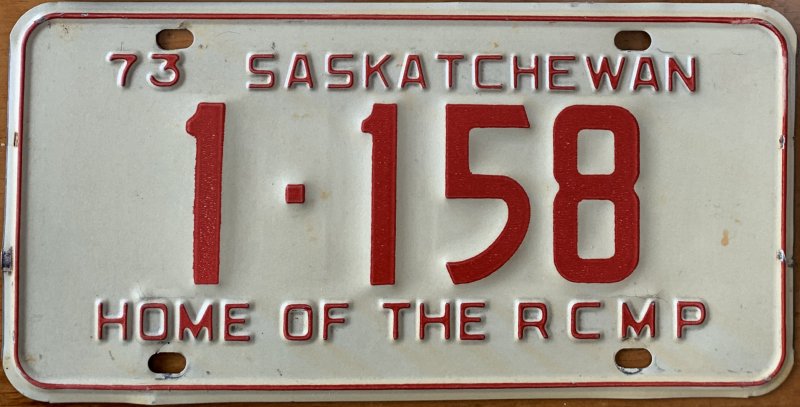 73 SASKATCHEWAN
1·158
HOME OF THE RCMP